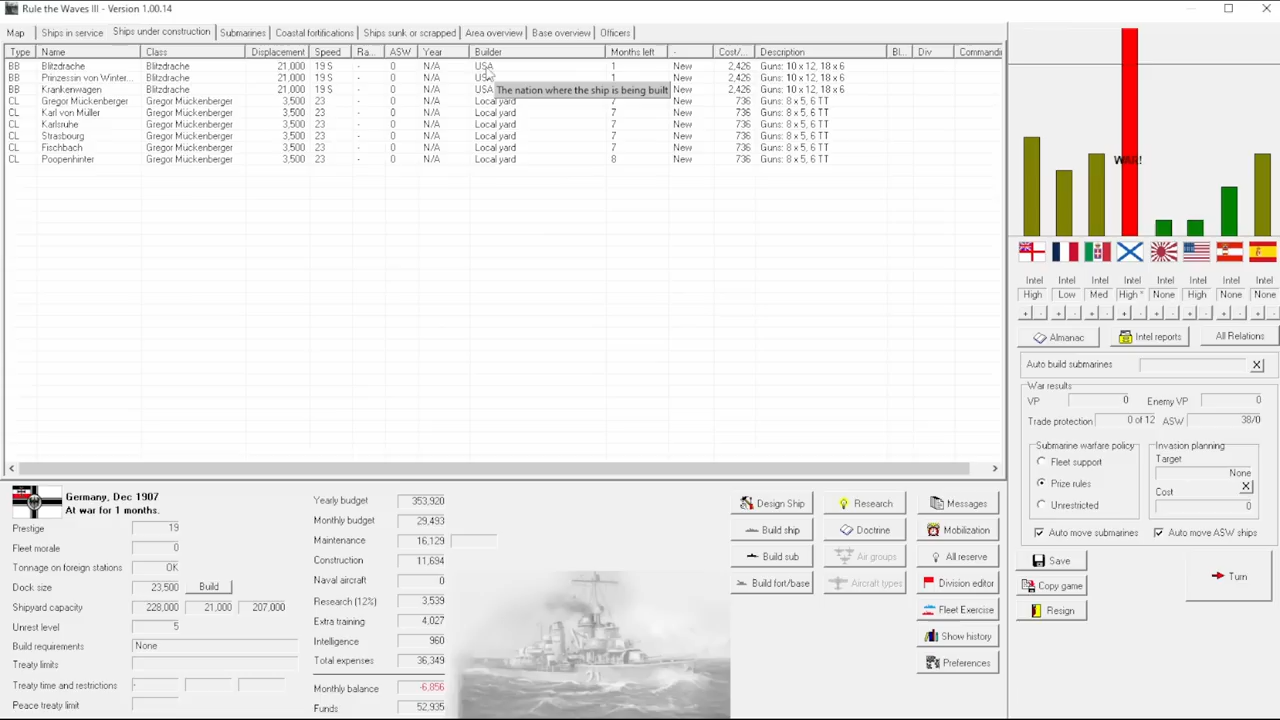 Rule the Waves III - Version 1.00.14
Map Ships in service Ships under construction Submarines Coastal fortifications Ships sunk or scrapped Area overview Base overview Officers
Type Name Class Displacement Speed Ra... ASW Year Builder Months left - Cost/... Description Bl... Div Commandi
BB Blitzdrache Blitzdrache 21,000 19 S - 0 N/A USA 1 New 2,426 Guns: 10 x 12, 18 x 6
BB Prinzessin von Winter... Blitzdrache 21,000 19 S - 0 N/A USA 1 New 2,426 Guns: 10 x 12, 18 x 6
BB Krankenwagen Blitzdrache 21,000 19 S - 0 N/A USA New 2,426 Guns: 10 x 12, 18 x 6
The nation where the ship is being built
CL Gregor Mückenberger Gregor Mückenberger 3,500 23 - 0 N/A Local yard 7 New 736 Guns: 8 x 5, 6 TT
CL Karl von Müller Gregor Mückenberger 3,500 23 - 0 N/A Local yard 7 New 736 Guns: 8 x 5, 6 TT
CL Karlsruhe Gregor Mückenberger 3,500 23 - 0 N/A Local yard 7 New 736 Guns: 8 x 5, 6 TT
CL Strasbourg Gregor Mückenberger 3,500 23 - 0 N/A Local yard 7 New 736 Guns: 8 x 5, 6 TT
CL Fischbach Gregor Mückenberger 3,500 23 - 0 N/A Local yard 7 New 736 Guns: 8 x 5, 6 TT
CL Poopenhinter Gregor Mückenberger 3,500 23 - 0 N/A Local yard 8 New 736 Guns: 8 x 5, 6 TT
WAR!
Intel Intel Intel Intel Intel Intel Intel Intel
High Low Med High * None High None None
+ - + - + - + - + - + - + - + -
Almanac Intel reports All Relations
Auto build submarines X
War results
VP 0 Enemy VP 0
Trade protection 0 of 12 ASW 38/0
Submarine warfare policy
Fleet support
Prize rules
Unrestricted
Invasion planning
Target
None
Cost X
0
Auto move submarines Auto move ASW ships
Save
Copy game
Resign
Turn
Germany, Dec 1907
At war for 1 months.
Prestige 19
Fleet morale 0
Tonnage on foreign stations OK
Dock size 23,500 Build
Shipyard capacity 228,000 21,000 207,000
Unrest level 5
Build requirements None
Treaty limits
Treaty time and restrictions -
Peace treaty limit
Yearly budget 353,920
Monthly budget 29,493
Maintenance 16,129
Construction 11,694
Naval aircraft 0
Research (12%) 3,539
Extra training 4,027
Intelligence 960
Total expenses 36,349
Monthly balance -6,856
Funds 52,935
Design Ship Research Messages
Build ship Doctrine Mobilization
Build sub Air groups All reserve
Build fort/base Aircraft types Division editor
Fleet Exercise
Show history
Preferences